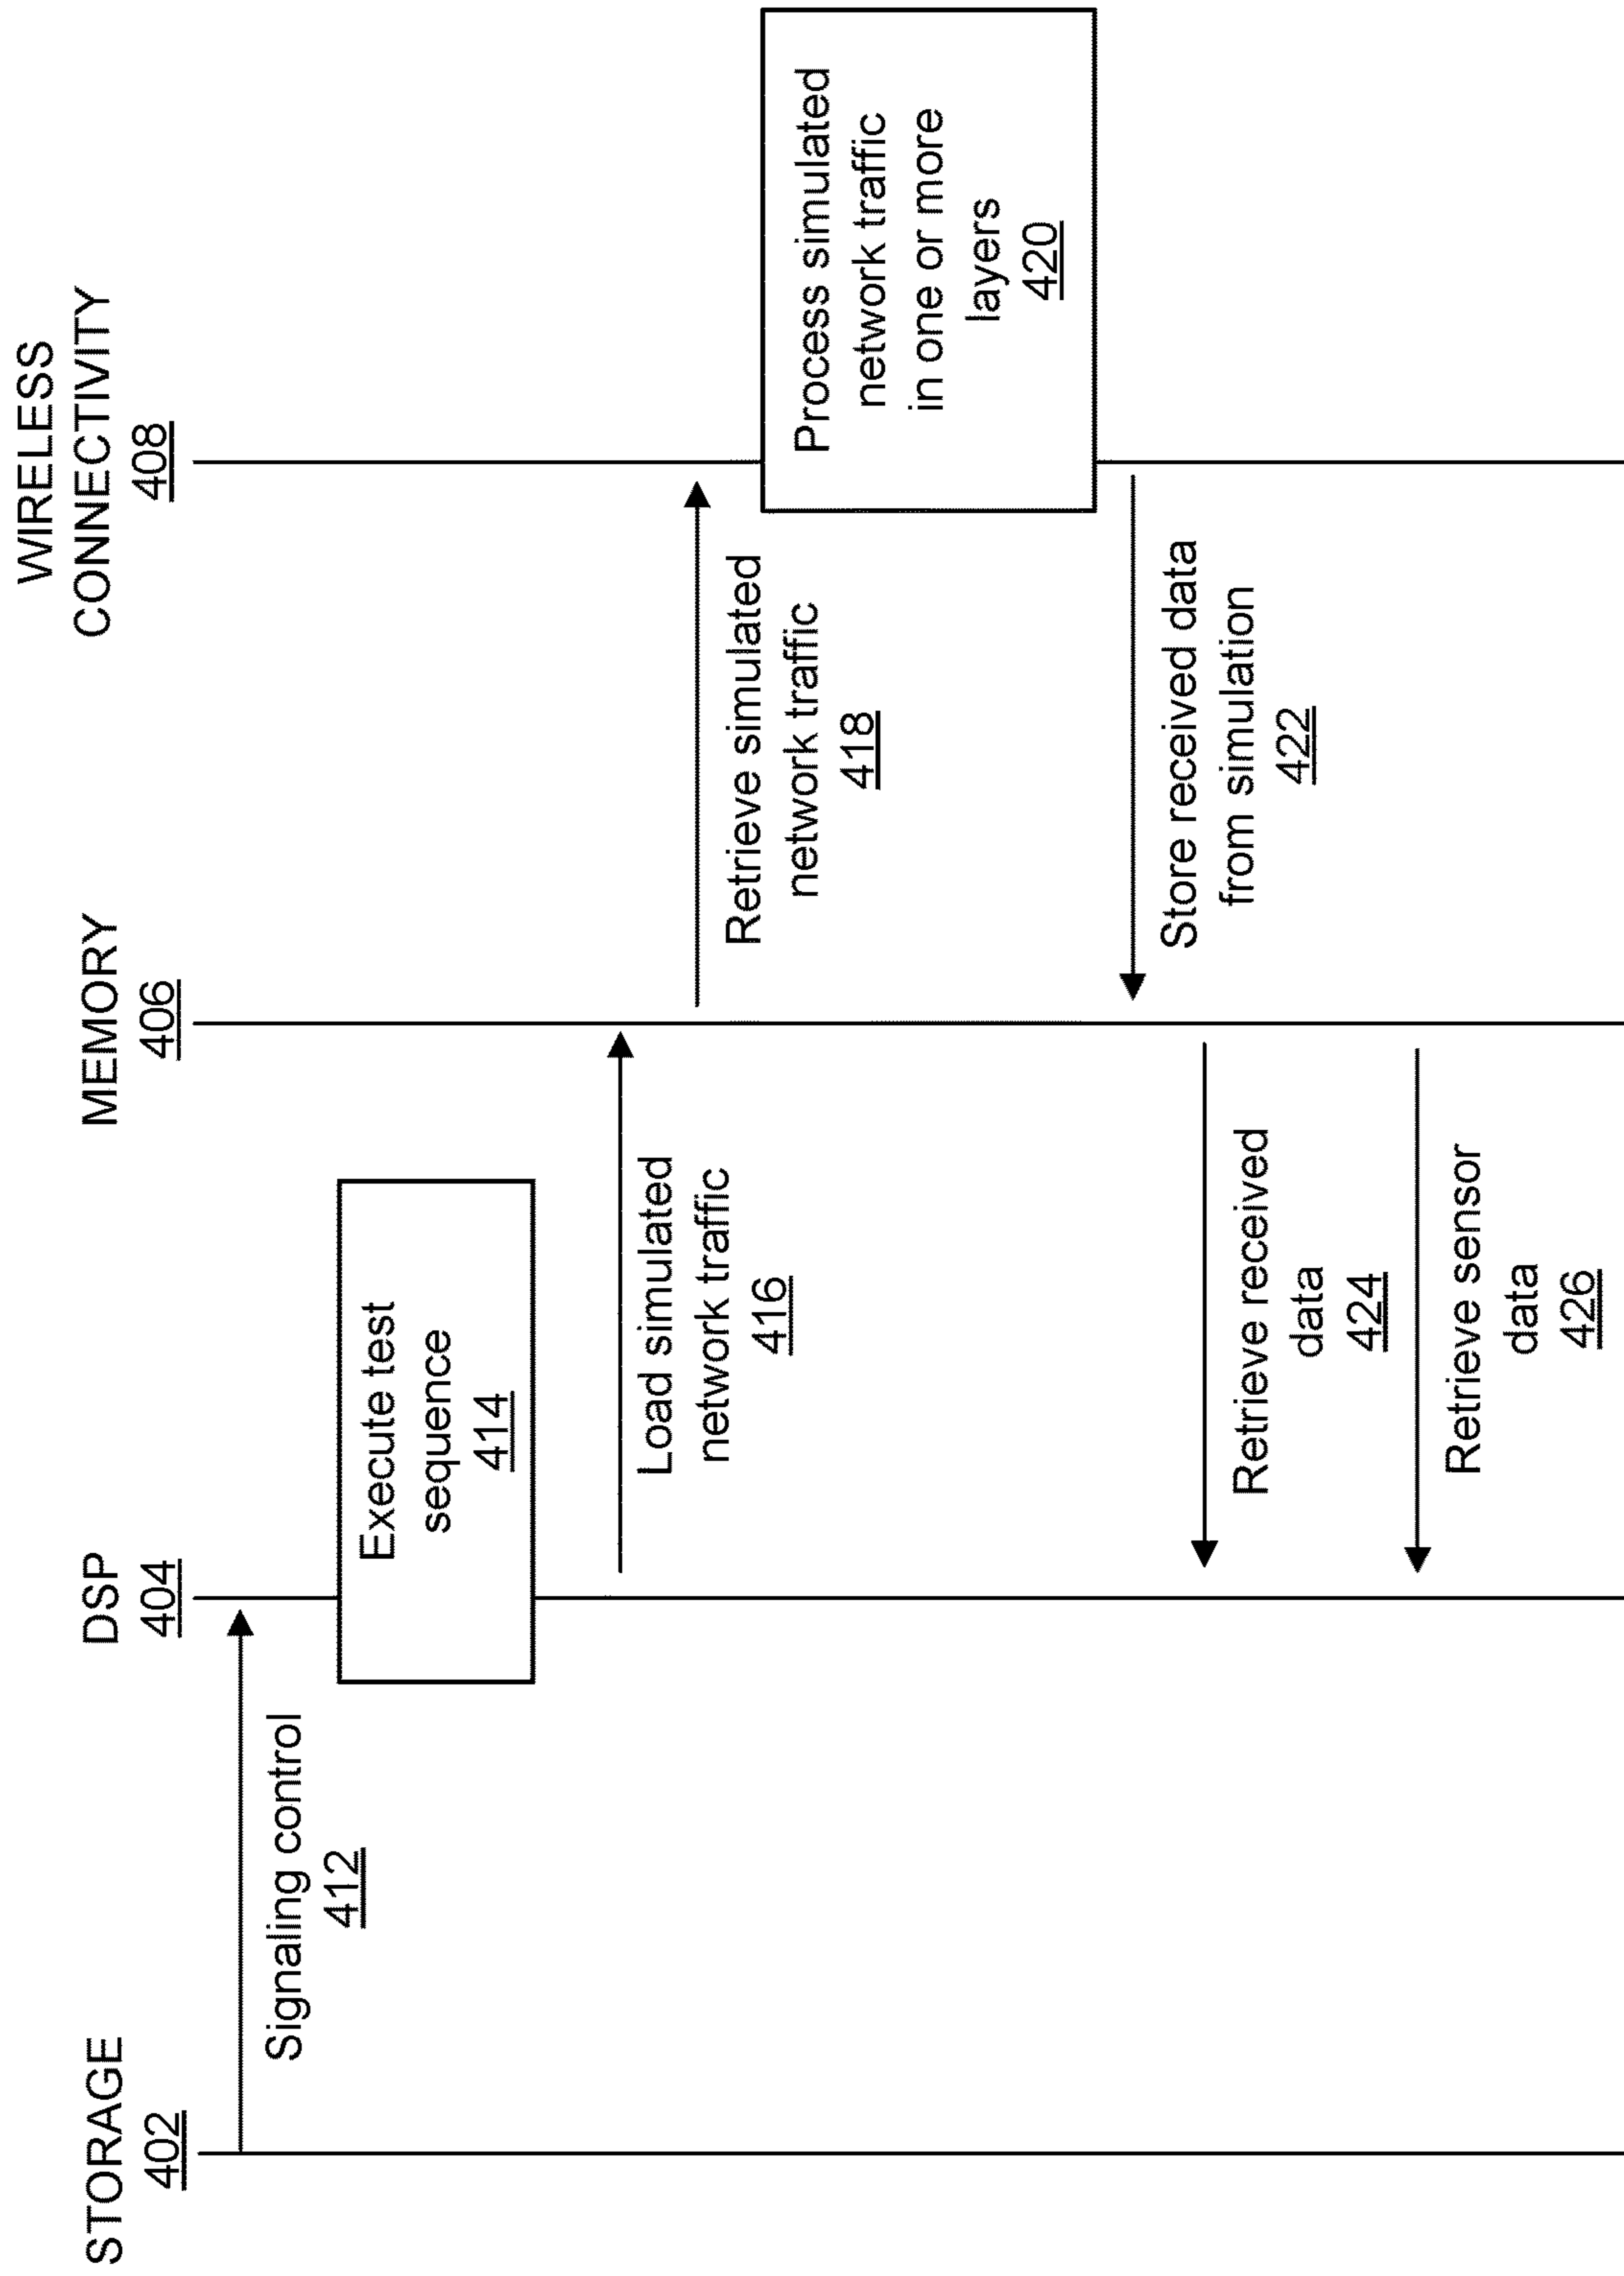 STORAGE
402
DSP
404
MEMORY
406
WIRELESS
CONNECTIVITY
408
Signaling control
412
Execute test
sequence
414
Load simulated
network traffic
416
Retrieve simulated
network traffic
418
Process simulated
network traffic
in one or more
layers
420
Store received data
from simulation
422
Retrieve received
data
424
Retrieve sensor
data
426